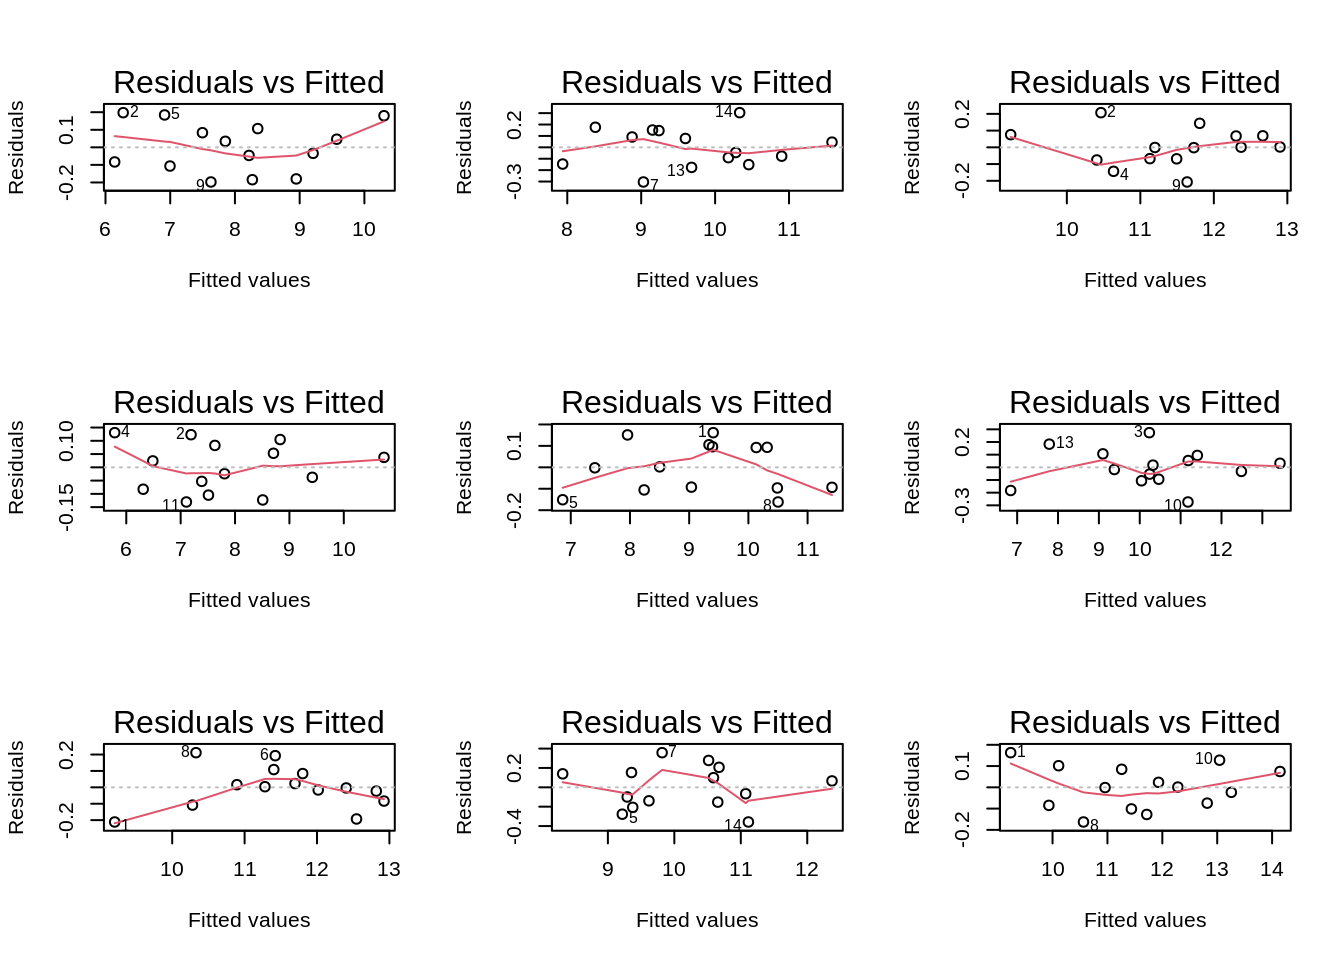 Residuals vs Fitted
Residuals
0.1
-0.2
2
5
9
6 7 8 9 10
Fitted values
Residuals vs Fitted
Residuals
0.2
-0.3
14
13
7
8 9 10 11
Fitted values
Residuals vs Fitted
Residuals
0.2
-0.2
2
4
9
10 11 12 13
Fitted values
Residuals vs Fitted
Residuals
0.10
-0.15
4
2
11
6 7 8 9 10
Fitted values
Residuals vs Fitted
Residuals
0.1
-0.2
1
5
8
7 8 9 10 11
Fitted values
Residuals vs Fitted
Residuals
0.2
-0.3
3
13
10
7 8 9 10 12
Fitted values
Residuals vs Fitted
Residuals
0.2
-0.2
8
6
1
10 11 12 13
Fitted values
Residuals vs Fitted
Residuals
0.2
-0.4
7
5
14
9 10 11 12
Fitted values
Residuals vs Fitted
Residuals
0.1
-0.2
1
10
8
10 11 12 13 14
Fitted values